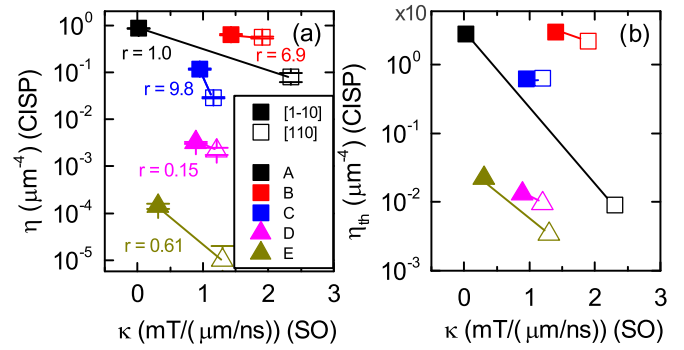 (a)
10^0
10^-1
10^-2
10^-3
10^-4
10^-5
η (μm^-4) (CISP)
r = 1.0
r = 6.9
r = 9.8
r = 0.15
r = 0.61
[1-10]
[110]
A
B
C
D
E
0 1 2 3
κ (mT/( μm/ns)) (SO)
(b)
x10
10^0
10^-1
10^-2
10^-3
η_th (μm^-4) (CISP)
0 1 2 3
κ (mT/( μm/ns)) (SO)